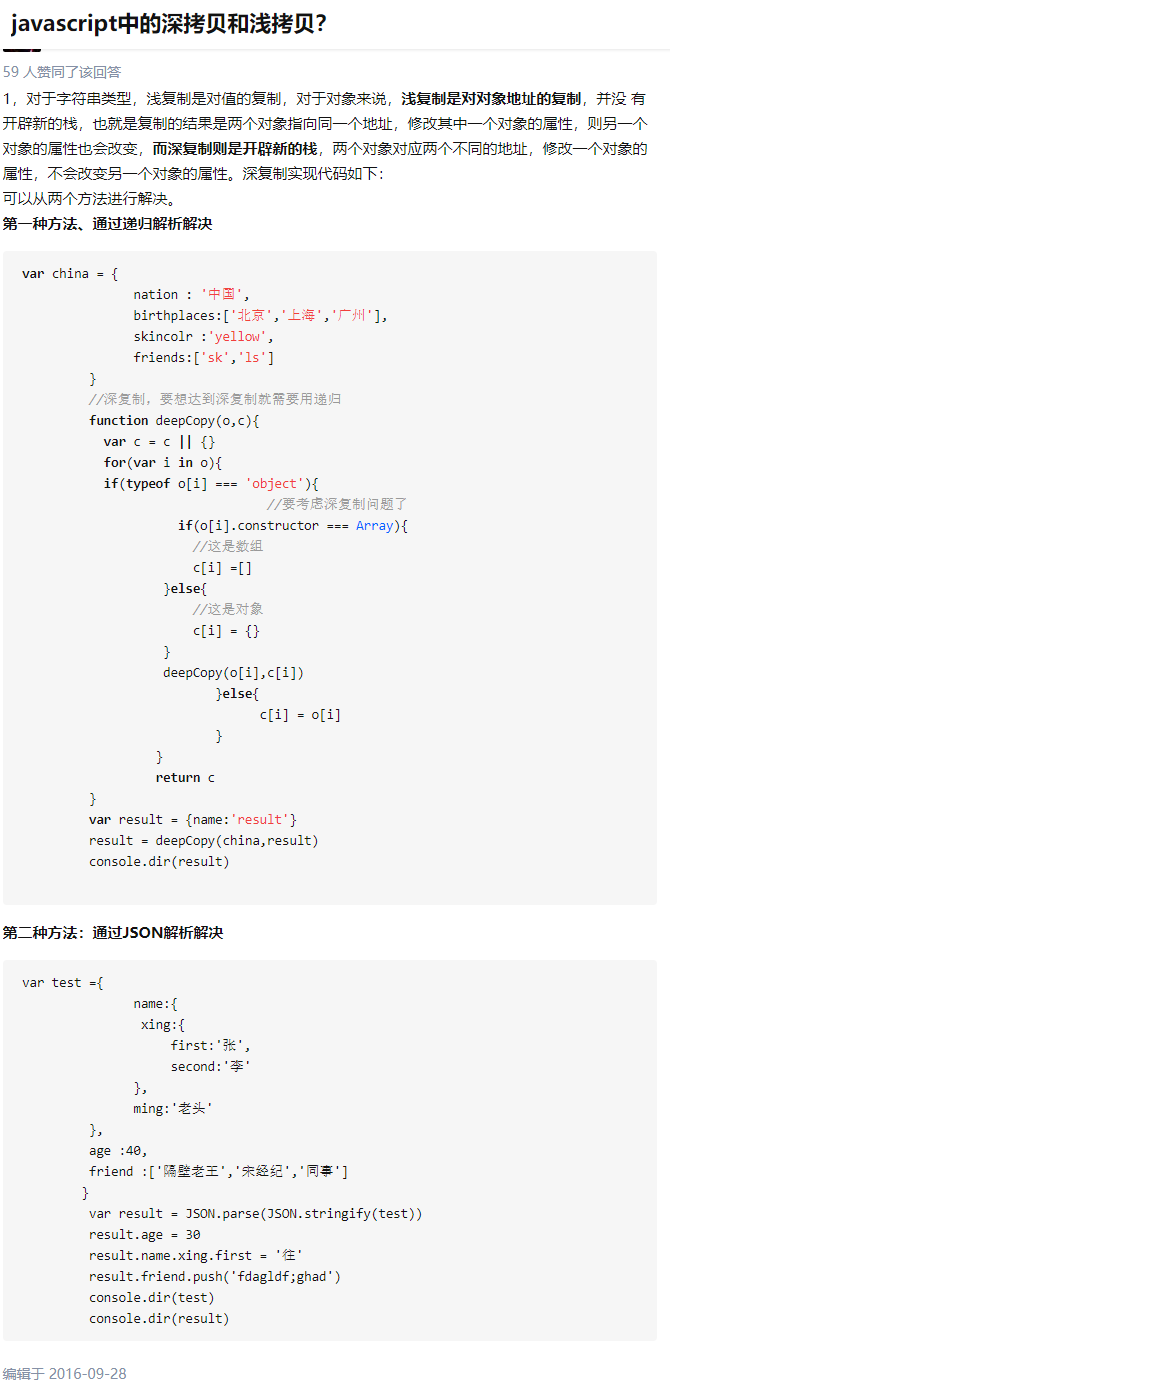 javascript中的深拷贝和浅拷贝？
59 人赞同了该回答
1，对于字符串类型，浅复制是对值的复制，对于对象来说，浅复制是对对象地址的复制，并没 有
开辟新的栈，也就是复制的结果是两个对象指向同一个地址，修改其中一个对象的属性，则另一个
对象的属性也会改变，而深复制则是开辟新的栈，两个对象对应两个不同的地址，修改一个对象的
属性，不会改变另一个对象的属性。深复制实现代码如下：
可以从两个方法进行解决。
第一种方法、通过递归解析解决
var china = {
nation : '中国',
birthplaces:['北京','上海','广州'],
skincolr :'yellow',
friends:['sk','ls']
}
//深复制，要想达到深复制就需要用递归
function deepCopy(o,c){
var c = c || {}
for(var i in o){
if(typeof o[i] === 'object'){
//要考虑深复制问题了
if(o[i].constructor === Array){
//这是数组
c[i] =[]
}else{
//这是对象
c[i] = {}
}
deepCopy(o[i],c[i])
}else{
c[i] = o[i]
}
}
return c
}
var result = {name:'result'}
result = deepCopy(china,result)
console.dir(result)
第二种方法：通过JSON解析解决
var test ={
name:{
xing:{
first:'张',
second:'李'
},
ming:'老头'
},
age :40,
friend :['隔壁老王','宋经纪','同事']
}
var result = JSON.parse(JSON.stringify(test))
result.age = 30
result.name.xing.first = '往'
result.friend.push('fdagldf;ghad')
console.dir(test)
console.dir(result)
编辑于 2016-09-28